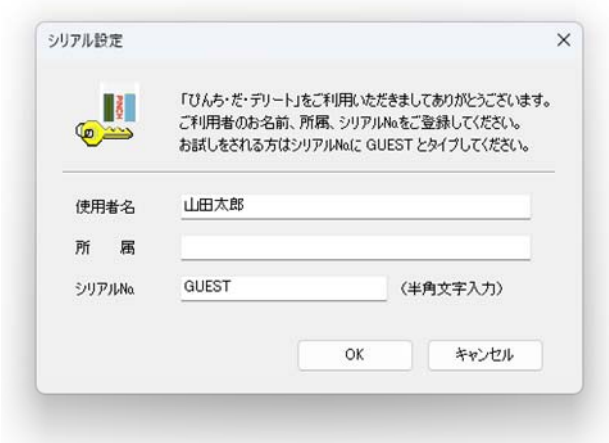 シリアル設定
PINCH
「ぴんち・だ・デリート」をご利用いただきましてありがとうございます。
ご利用者のお名前、所属、シリアル№をご登録してください。
お試しをされる方はシリアル№に GUEST とタイプしてください。
使用者名 山田太郎
所 属
シリアル№ GUEST (半角文字入力)
OK キャンセル